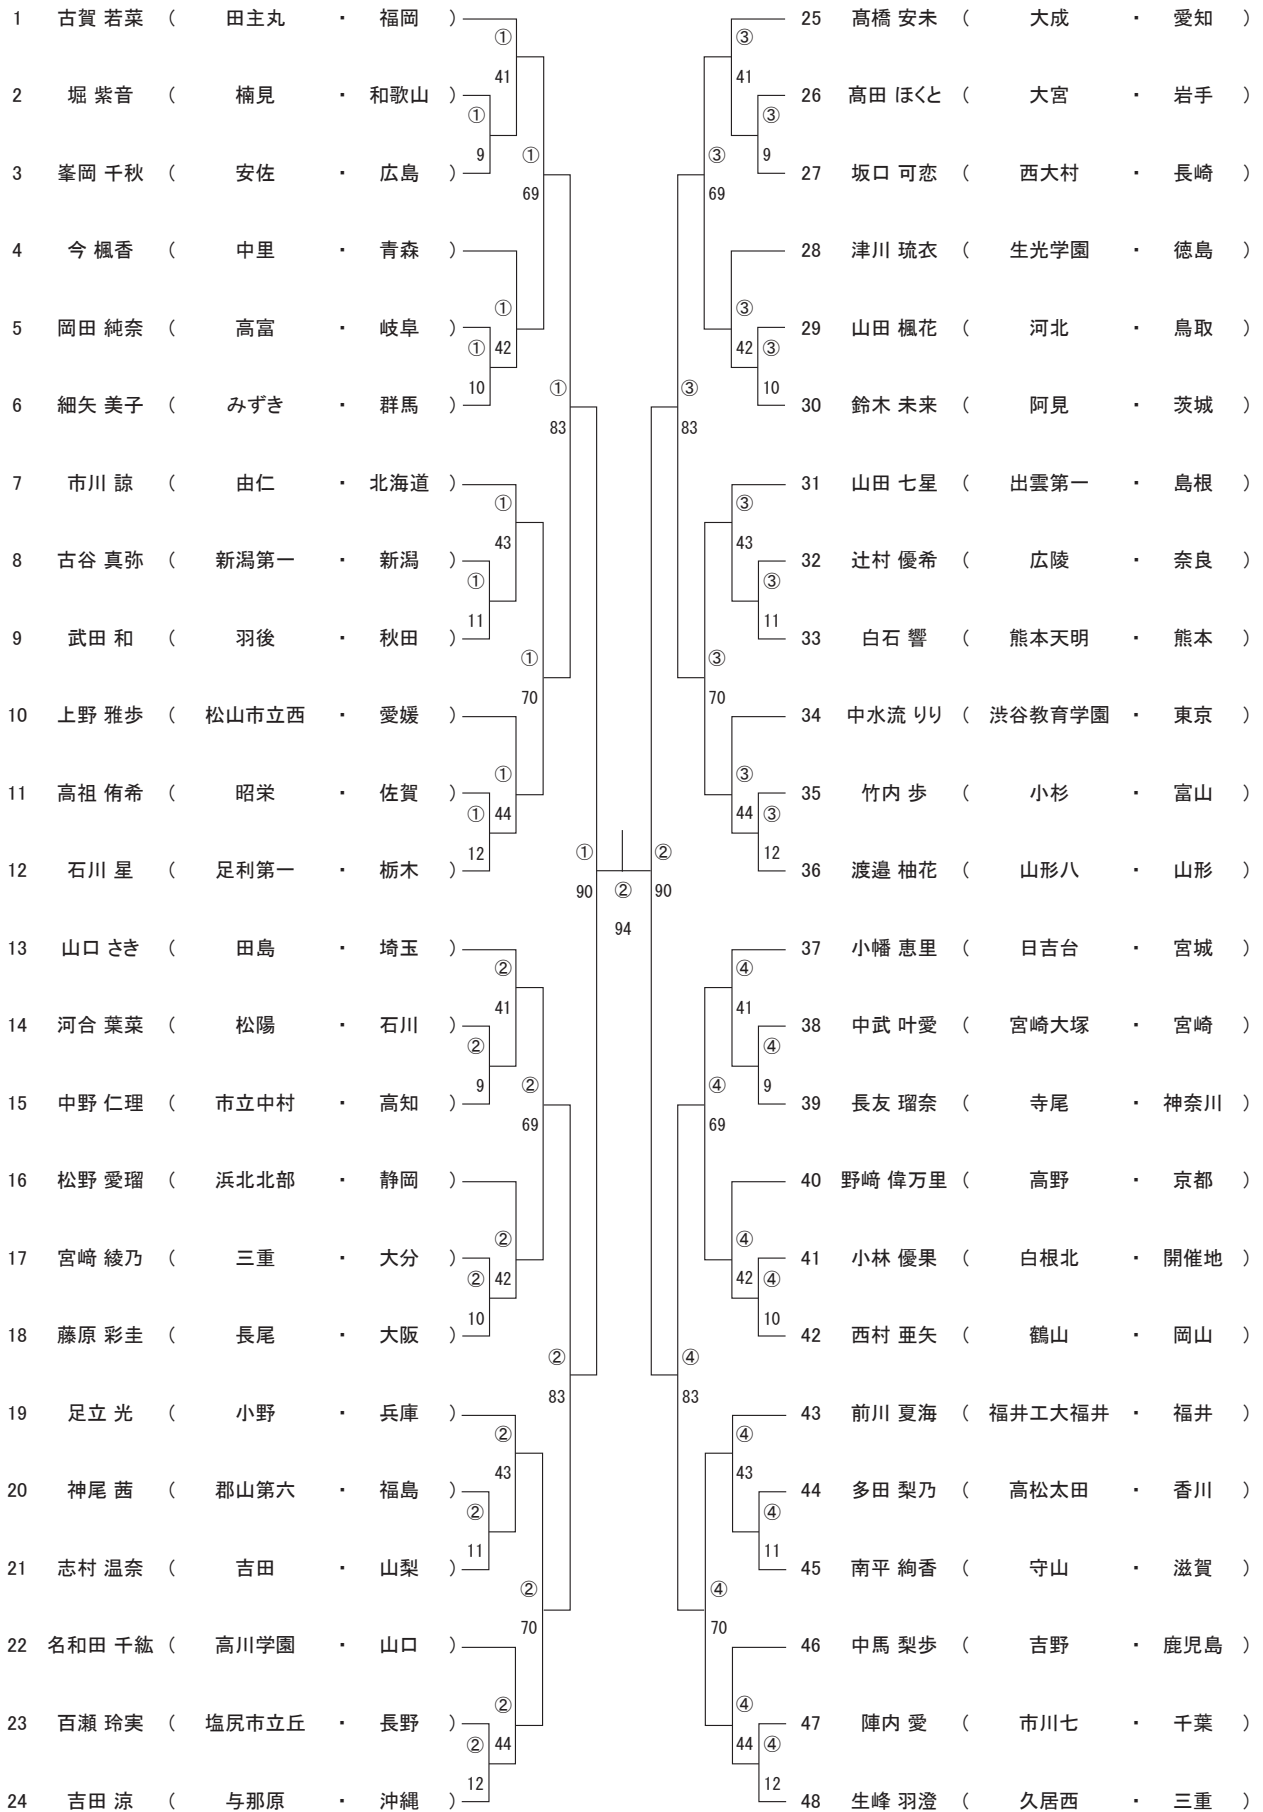 1 古賀 若菜 （ 田主丸 ・ 福岡 ）
①
41
2 堀 紫音 （ 楠見 ・ 和歌山 ）
①
9
3 峯岡 千秋 （ 安佐 ・ 広島 ）
①
69
4 今 楓香 （ 中里 ・ 青森 ）
①
42
5 岡田 純奈 （ 高富 ・ 岐阜 ）
①
10
6 細矢 美子 （ みずき ・ 群馬 ）
①
83
7 市川 諒 （ 由仁 ・ 北海道 ）
①
43
8 古谷 真弥 （ 新潟第一 ・ 新潟 ）
①
11
9 武田 和 （ 羽後 ・ 秋田 ）
①
70
10 上野 雅歩 （ 松山市立西 ・ 愛媛 ）
①
44
11 高祖 侑希 （ 昭栄 ・ 佐賀 ）
①
12
12 石川 星 （ 足利第一 ・ 栃木 ）
①
90
13 山口 さき （ 田島 ・ 埼玉 ）
②
41
14 河合 葉菜 （ 松陽 ・ 石川 ）
②
9
15 中野 仁理 （ 市立中村 ・ 高知 ）
②
69
16 松野 愛瑠 （ 浜北北部 ・ 静岡 ）
②
42
17 宮﨑 綾乃 （ 三重 ・ 大分 ）
②
10
18 藤原 彩圭 （ 長尾 ・ 大阪 ）
②
83
19 足立 光 （ 小野 ・ 兵庫 ）
②
43
20 神尾 茜 （ 郡山第六 ・ 福島 ）
②
11
21 志村 温奈 （ 吉田 ・ 山梨 ）
②
70
22 名和田 千紘 （ 高川学園 ・ 山口 ）
②
44
23 百瀬 玲実 （ 塩尻市立丘 ・ 長野 ）
②
12
24 吉田 涼 （ 与那原 ・ 沖縄 ）
②
94
25 髙橋 安未 （ 大成 ・ 愛知 ）
③
41
26 髙田 ほくと （ 大宮 ・ 岩手 ）
③
9
27 坂口 可恋 （ 西大村 ・ 長崎 ）
③
69
28 津川 琉衣 （ 生光学園 ・ 徳島 ）
③
42
29 山田 楓花 （ 河北 ・ 鳥取 ）
③
10
30 鈴木 未来 （ 阿見 ・ 茨城 ）
③
83
31 山田 七星 （ 出雲第一 ・ 島根 ）
③
43
32 辻村 優希 （ 広陵 ・ 奈良 ）
③
11
33 白石 響 （ 熊本天明 ・ 熊本 ）
③
70
34 中水流 りり （ 渋谷教育学園 ・ 東京 ）
③
44
35 竹内 歩 （ 小杉 ・ 富山 ）
③
12
36 渡邉 柚花 （ 山形八 ・ 山形 ）
②
90
37 小幡 恵里 （ 日吉台 ・ 宮城 ）
④
41
38 中武 叶愛 （ 宮崎大塚 ・ 宮崎 ）
④
9
39 長友 瑠奈 （ 寺尾 ・ 神奈川 ）
④
69
40 野﨑 偉万里 （ 高野 ・ 京都 ）
④
42
41 小林 優果 （ 白根北 ・ 開催地 ）
④
10
42 西村 亜矢 （ 鶴山 ・ 岡山 ）
④
83
43 前川 夏海 （ 福井工大福井 ・ 福井 ）
④
43
44 多田 梨乃 （ 高松太田 ・ 香川 ）
④
11
45 南平 絢香 （ 守山 ・ 滋賀 ）
④
70
46 中馬 梨歩 （ 吉野 ・ 鹿児島 ）
④
44
47 陣内 愛 （ 市川七 ・ 千葉 ）
④
12
48 生峰 羽澄 （ 久居西 ・ 三重 ）